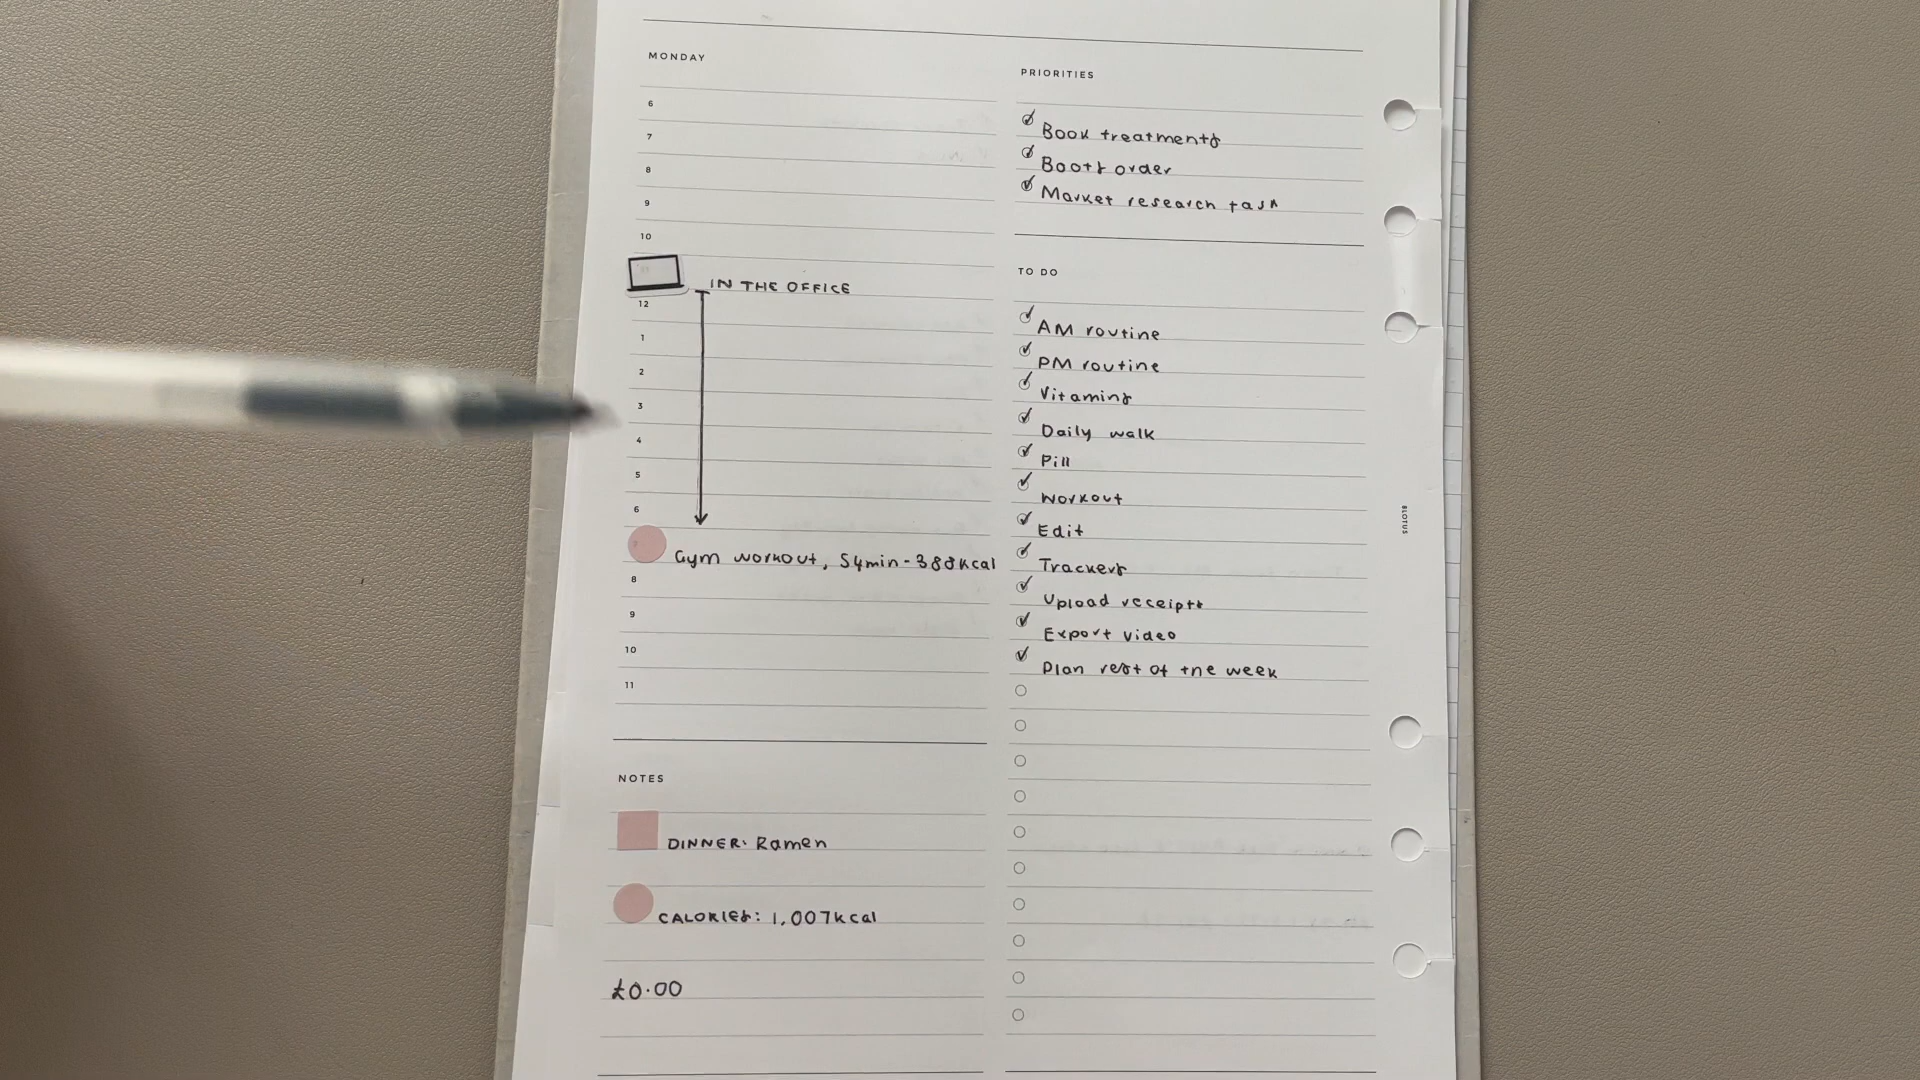 MONDAY
6
7
8
9
10
IN THE OFFICE
12
1
2
3
4
5
6
7
Gym workout, 54min - 388kcal
8
9
10
11
NOTES
DINNER: Ramen
CALORIES: 1,007kcal
£0.00
PRIORITIES
Book treatments
Boots order
Market research task
TO DO
AM routine
PM routine
Vitamins
Daily walk
Pill
Workout
Edit
Trackers
Upload receipts
Export video
Plan rest of the week